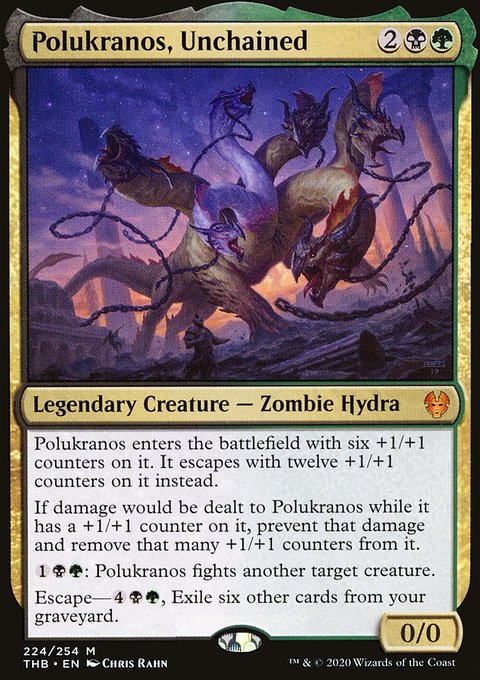 Polukranos, Unchained 2
Legendary Creature — Zombie Hydra
Polukranos enters the battlefield with six +1/+1
counters on it. It escapes with twelve +1/+1
counters on it instead.
If damage would be dealt to Polukranos while it
has a +1/+1 counter on it, prevent that damage
and remove that many +1/+1 counters from it.
1: Polukranos fights another target creature.
Escape—4, Exile six other cards from your
graveyard.
0/0
224/254 M
THB • EN Chris Rahn
™ & © 2020 Wizards of the Coast